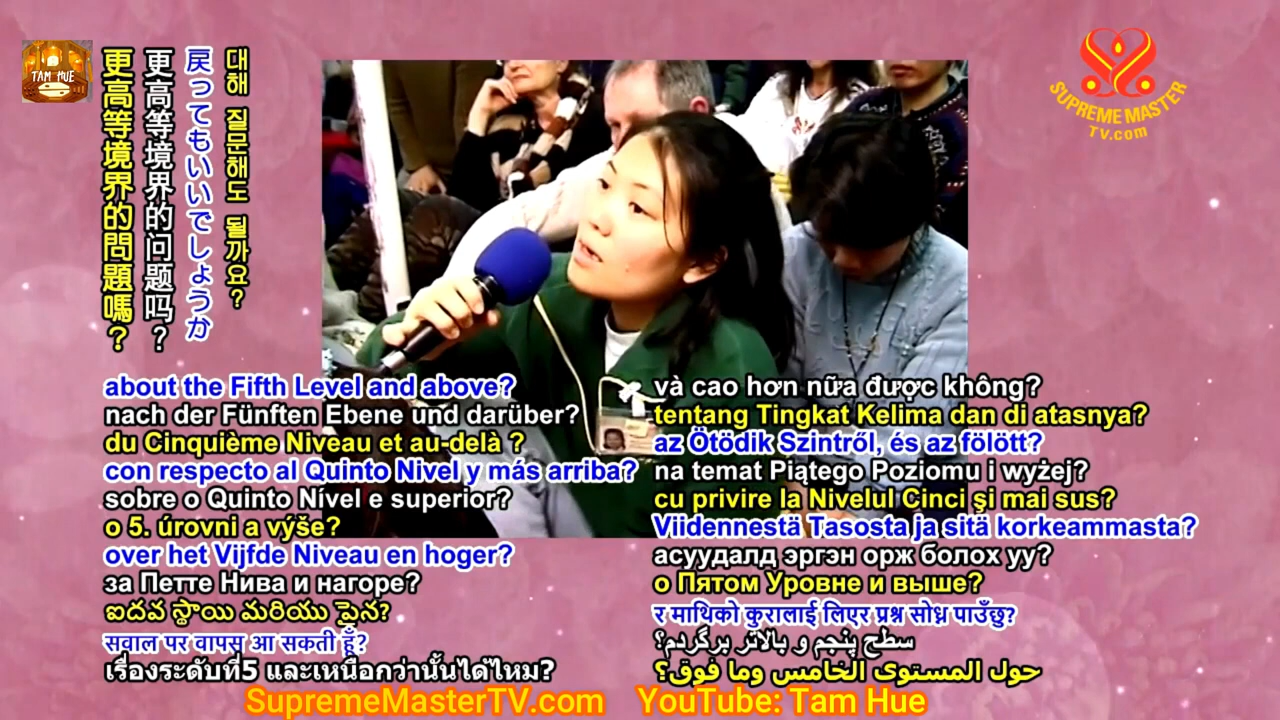 TAM HUE
更高等境界的問題嗎？
更高等境界的问题吗？
戻ってもいいでしょうか
대해 질문해도 될까요?
SUPREME MASTER
TV.com
about the Fifth Level and above?
nach der Fünften Ebene und darüber?
du Cinquième Niveau et au-delà ?
con respecto al Quinto Nivel y más arriba?
sobre o Quinto Nível e superior?
o 5. úrovni a výše?
over het Vijfde Niveau en hoger?
за Петте Нива и нагоре?
ఐదవ స్థాయి మరియు పైన?
सवाल पर वापस आ सकती हूँ?
เรื่องระดับที่5 และเหนือกว่านั้นได้ไหม?
và cao hơn nữa được không?
tentang Tingkat Kelima dan di atasnya?
az Ötödik Szintről, és az fölött?
na temat Piątego Poziomu i wyżej?
cu privire la Nivelul Cinci şi mai sus?
Viidennestä Tasosta ja sitä korkeammasta?
асуудалд эргэн орж болох уу?
о Пятом Уровне и выше?
र माथिको कुरालाई लिएर प्रश्न सोध्न पाउँछु?
سطح پنجم و بالاتر برگردم؟
حول المستوى الخامس وما فوق؟
SupremeMasterTV.com YouTube: Tam Hue